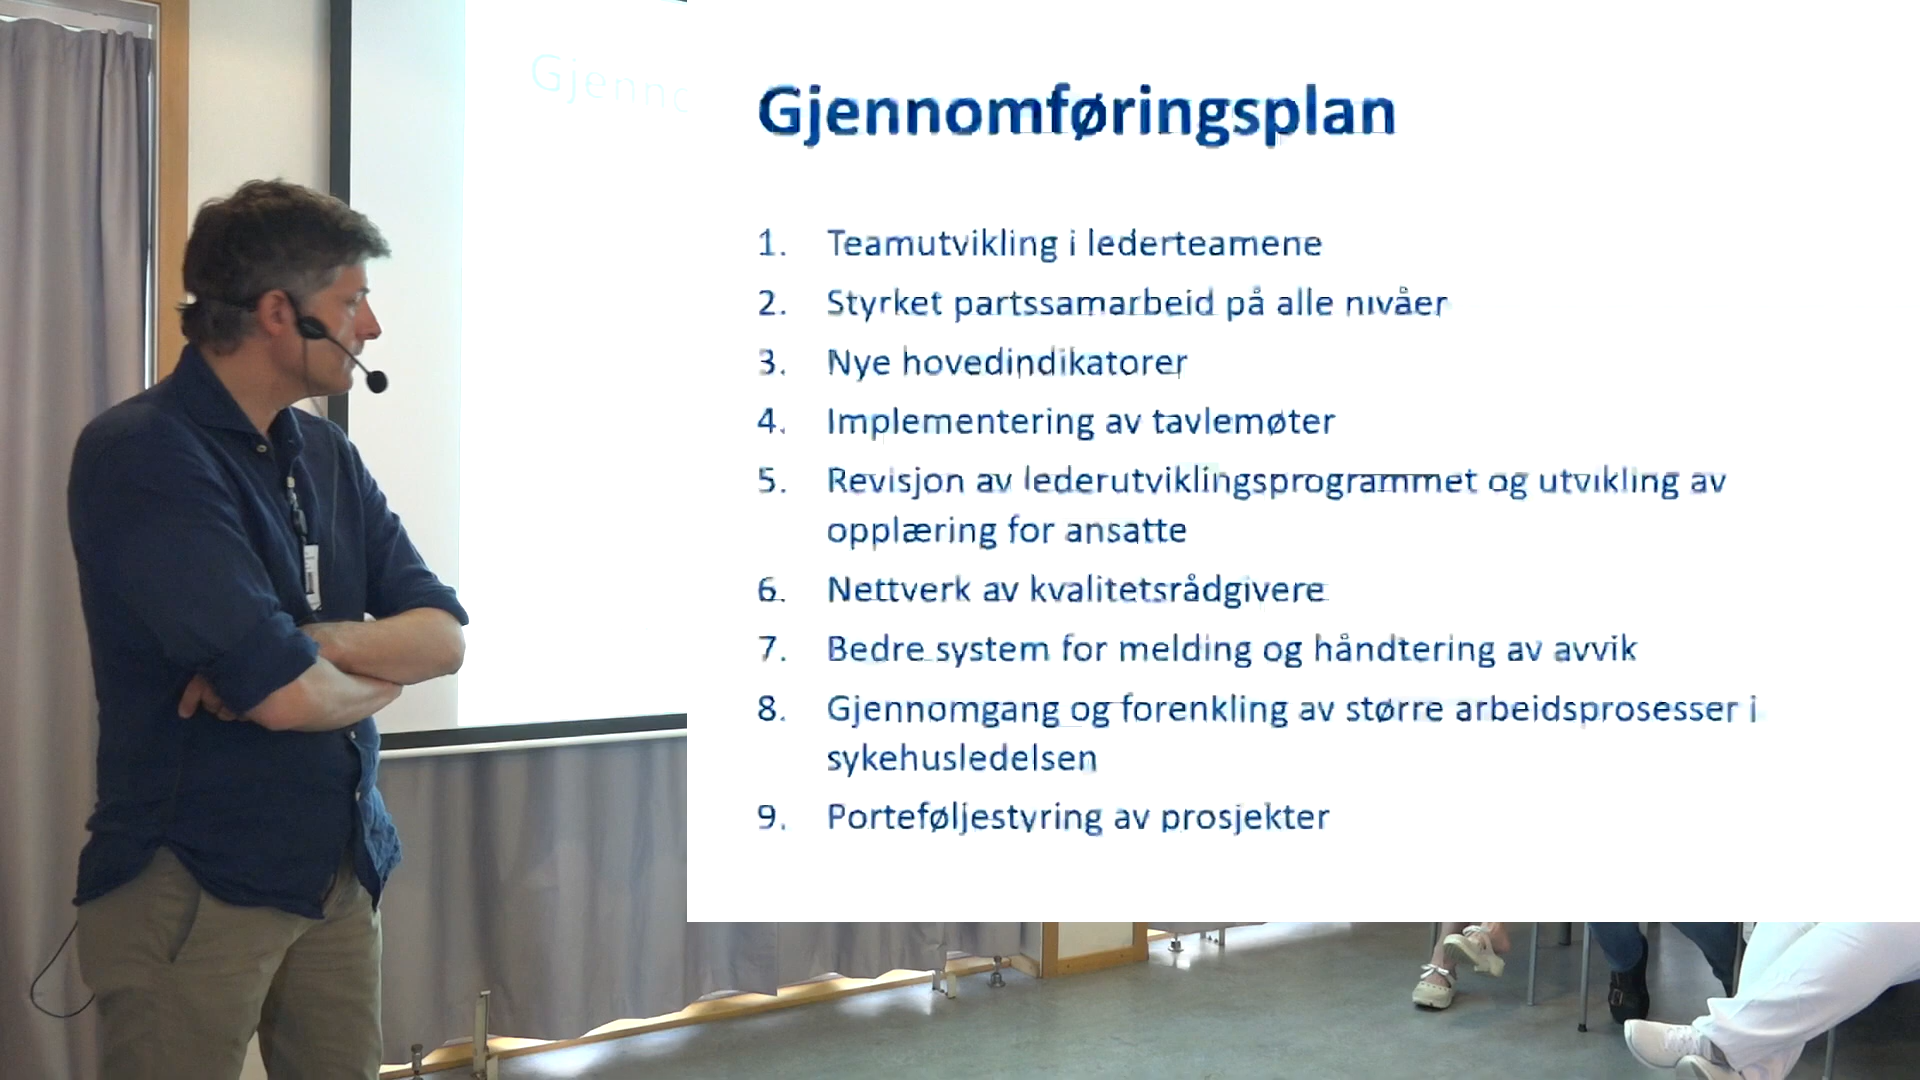 Gjenno
Gjennomføringsplan
1. Teamutvikling i lederteamene
2. Styrket partssamarbeid på alle nivåer
3. Nye hovedindikatorer
4. Implementering av tavlemøter
5. Revisjon av lederutviklingsprogrammet og utvikling av
opplæring for ansatte
6. Nettverk av kvalitetsrådgivere
7. Bedre system for melding og håndtering av avvik
8. Gjennomgang og forenkling av større arbeidsprosesser i
sykehusledelsen
9. Porteføljestyring av prosjekter